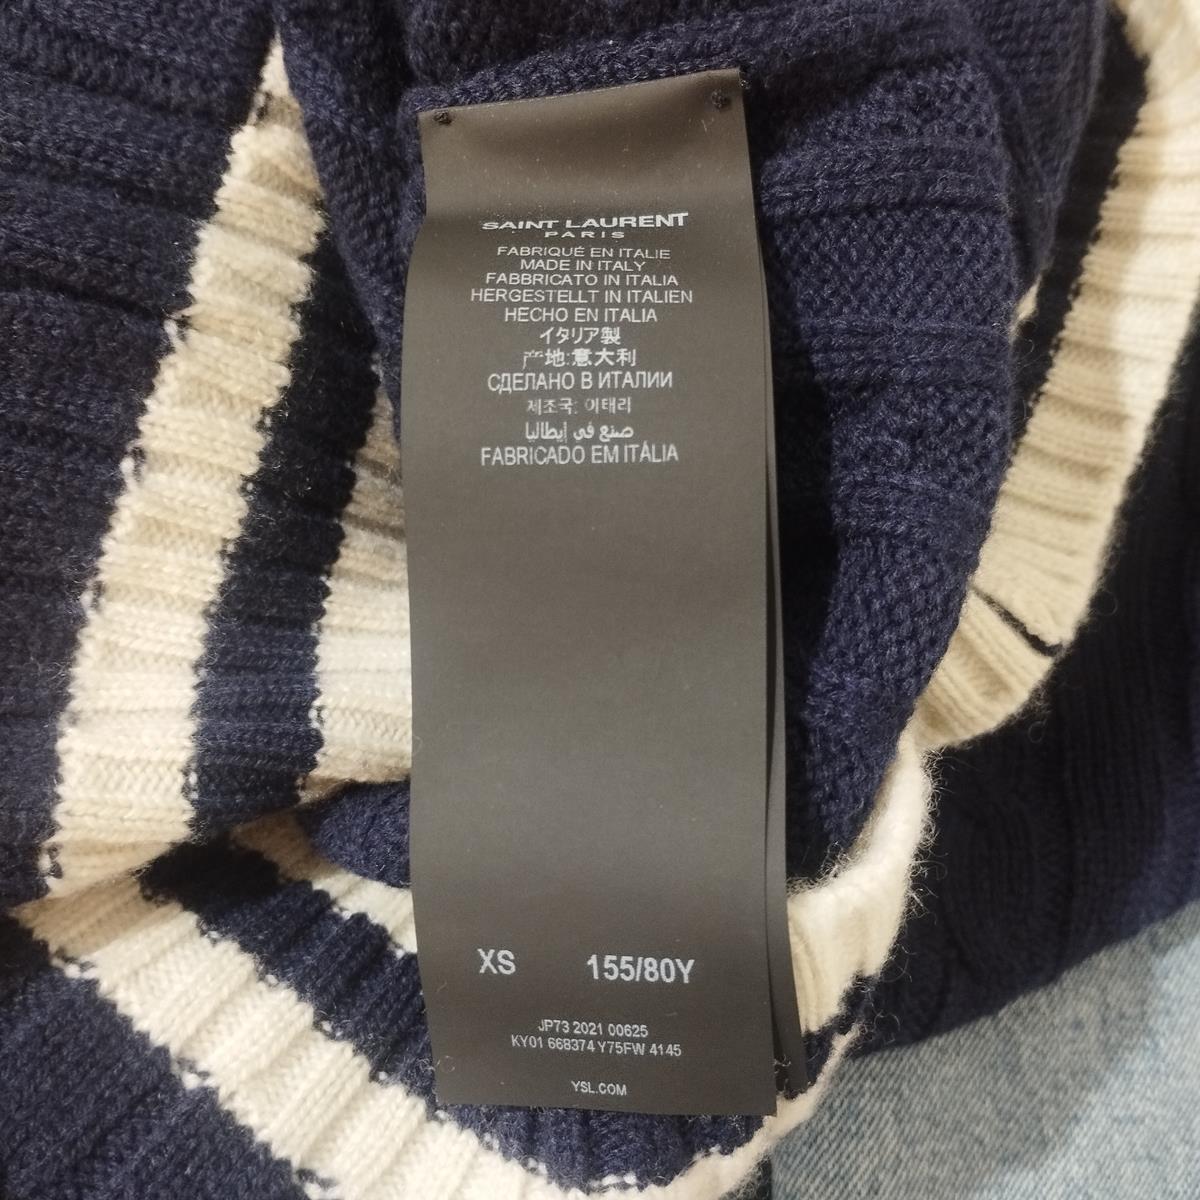 SAINT LAURENT
PARIS
FABRIQUÉ EN ITALIE
MADE IN ITALY
FABBRICATO IN ITALIA
HERGESTELLT IN ITALIEN
HECHO EN ITALIA
イタリア製
产地:意大利
СДЕЛАНО В ИТАЛИИ
제조국: 이태리
صنع في إيطاليا
FABRICADO EM ITÁLIA
XS 155/80Y
JP73 2021 00625
KY01 668374 Y75FW 4145
YSL.COM